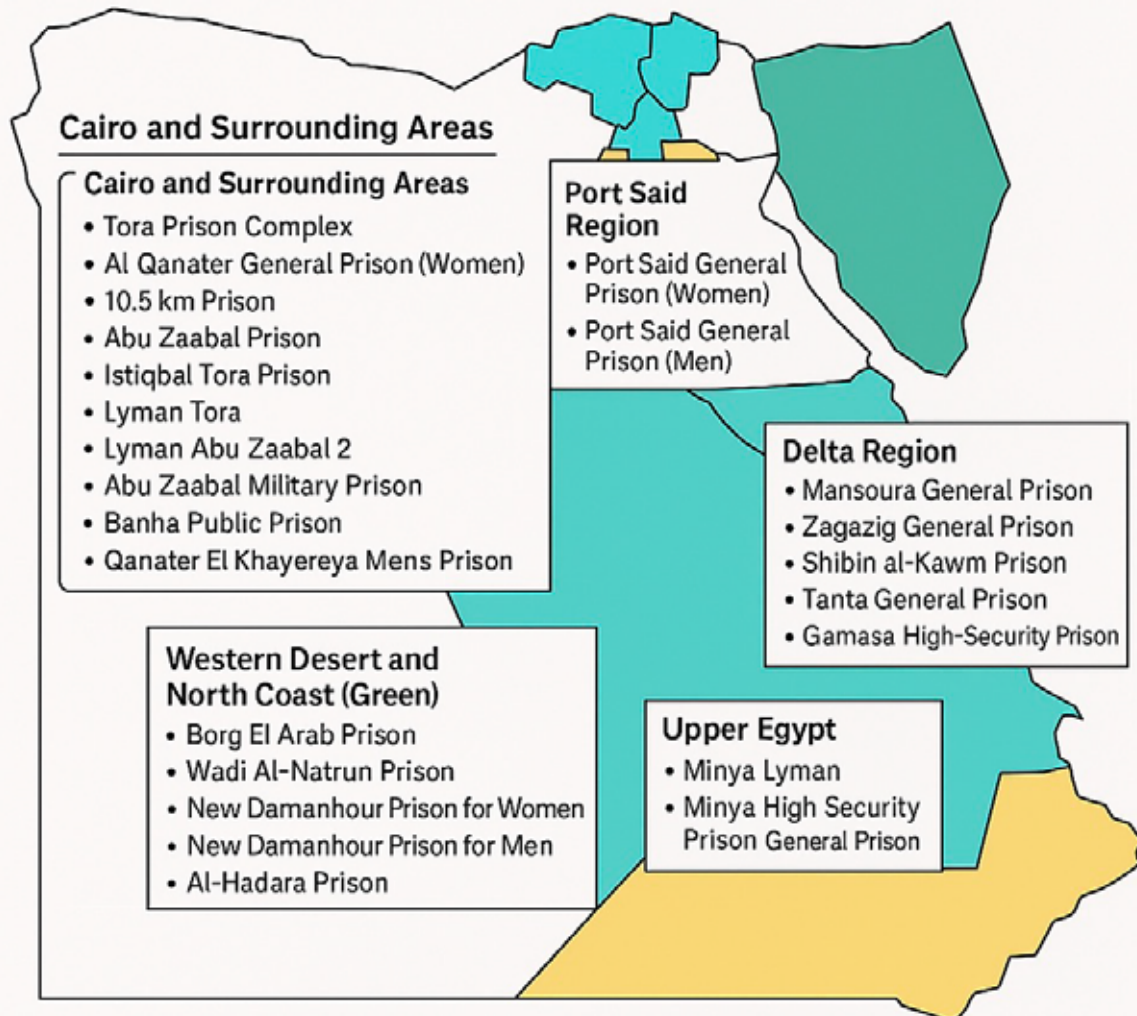 Cairo and Surrounding Areas
Cairo and Surrounding Areas
• Tora Prison Complex
• Al Qanater General Prison (Women)
• 10.5 km Prison
• Abu Zaabal Prison
• Istiqbal Tora Prison
• Lyman Tora
• Lyman Abu Zaabal 2
• Abu Zaabal Military Prison
• Banha Public Prison
• Qanater El Khayereya Mens Prison
Port Said
Region
• Port Said General
Prison (Women)
• Port Said General
Prison (Men)
Delta Region
• Mansoura General Prison
• Zagazig General Prison
• Shibin al-Kawm Prison
• Tanta General Prison
• Gamasa High-Security Prison
Western Desert and
North Coast (Green)
• Borg El Arab Prison
• Wadi Al-Natrun Prison
• New Damanhour Prison for Women
• New Damanhour Prison for Men
• Al-Hadara Prison
Upper Egypt
• Minya Lyman
• Minya High Security
Prison General Prison